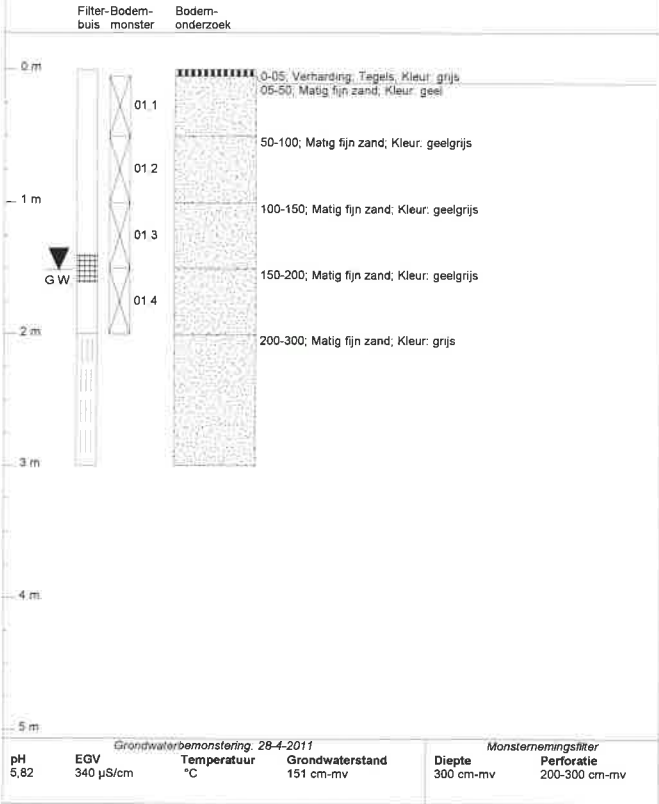 Filter- Bodem- Bodem-
buis monster onderzoek
0 m
0-05; Verharding; Tegels; Kleur: grijs
05-50; Matig fijn zand; Kleur: geel
01.1
50-100; Matig fijn zand; Kleur: geelgrijs
01.2
1 m
100-150; Matig fijn zand; Kleur: geelgrijs
01.3
150-200; Matig fijn zand; Kleur: geelgrijs
G.W.
01.4
2 m
200-300; Matig fijn zand; Kleur: grijs
3 m
4 m
5 m
Grondwaterbemonstering: 28-4-2011 Monsternemingsfilter
pH EGV Temperatuur Grondwaterstand Diepte Perforatie
5,82 340 µS/cm °C 151 cm-mv 300 cm-mv 200-300 cm-mv